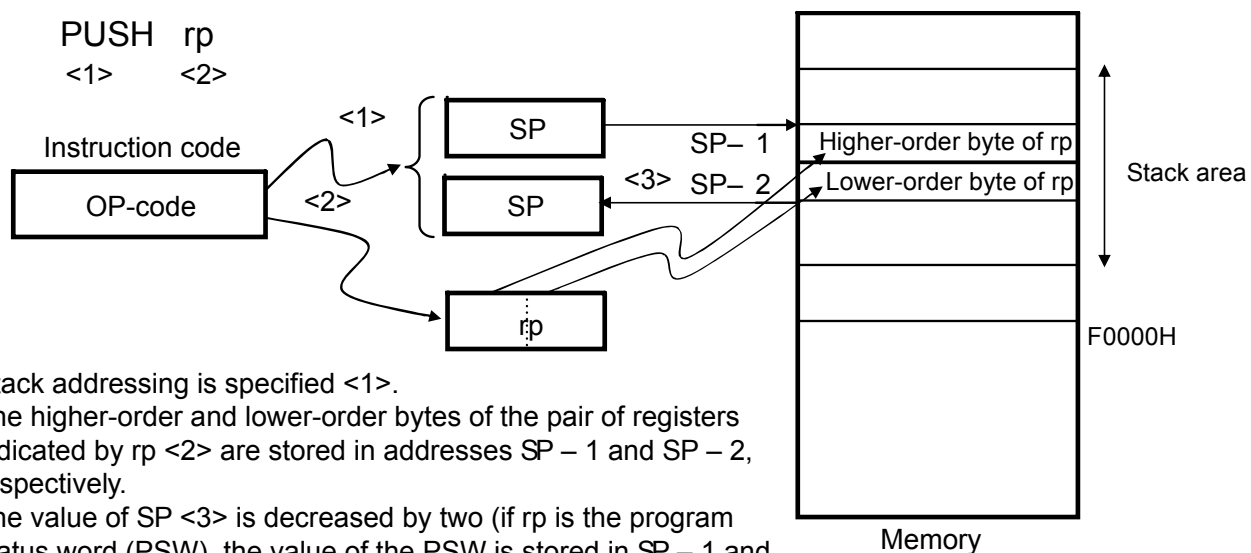 PUSH rp
<1> <2>
Instruction code
OP-code
<1>
<2>
SP
SP
rp
<3>
SP– 1
SP– 2
Higher-order byte of rp
Lower-order byte of rp
Stack area
F0000H
Memory
tack addressing is specified <1>.
he higher-order and lower-order bytes of the pair of registers
dicated by rp <2> are stored in addresses SP – 1 and SP – 2,
spectively.
he value of SP <3> is decreased by two (if rp is the program
atus word (PSW), the value of the PSW is stored in SP – 1 and